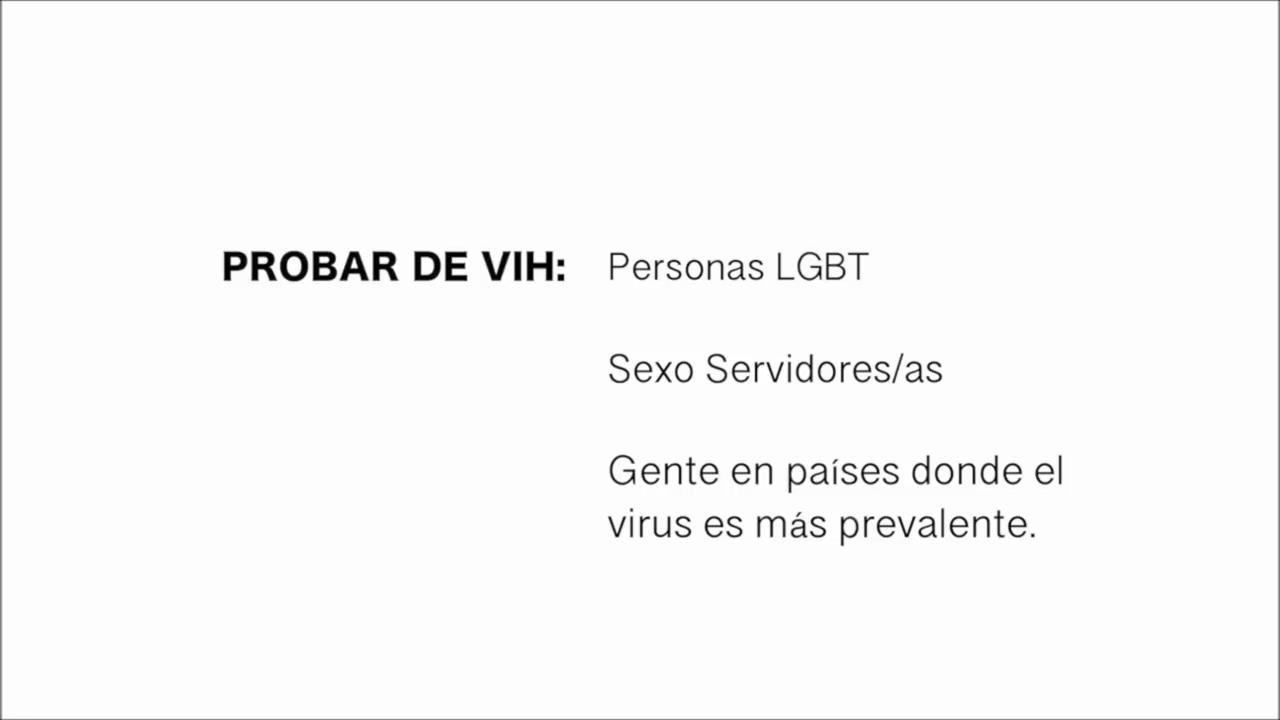 PROBAR DE VIH: Personas LGBT
Sexo Servidores/as
Gente en países donde el
virus es más prevalente.